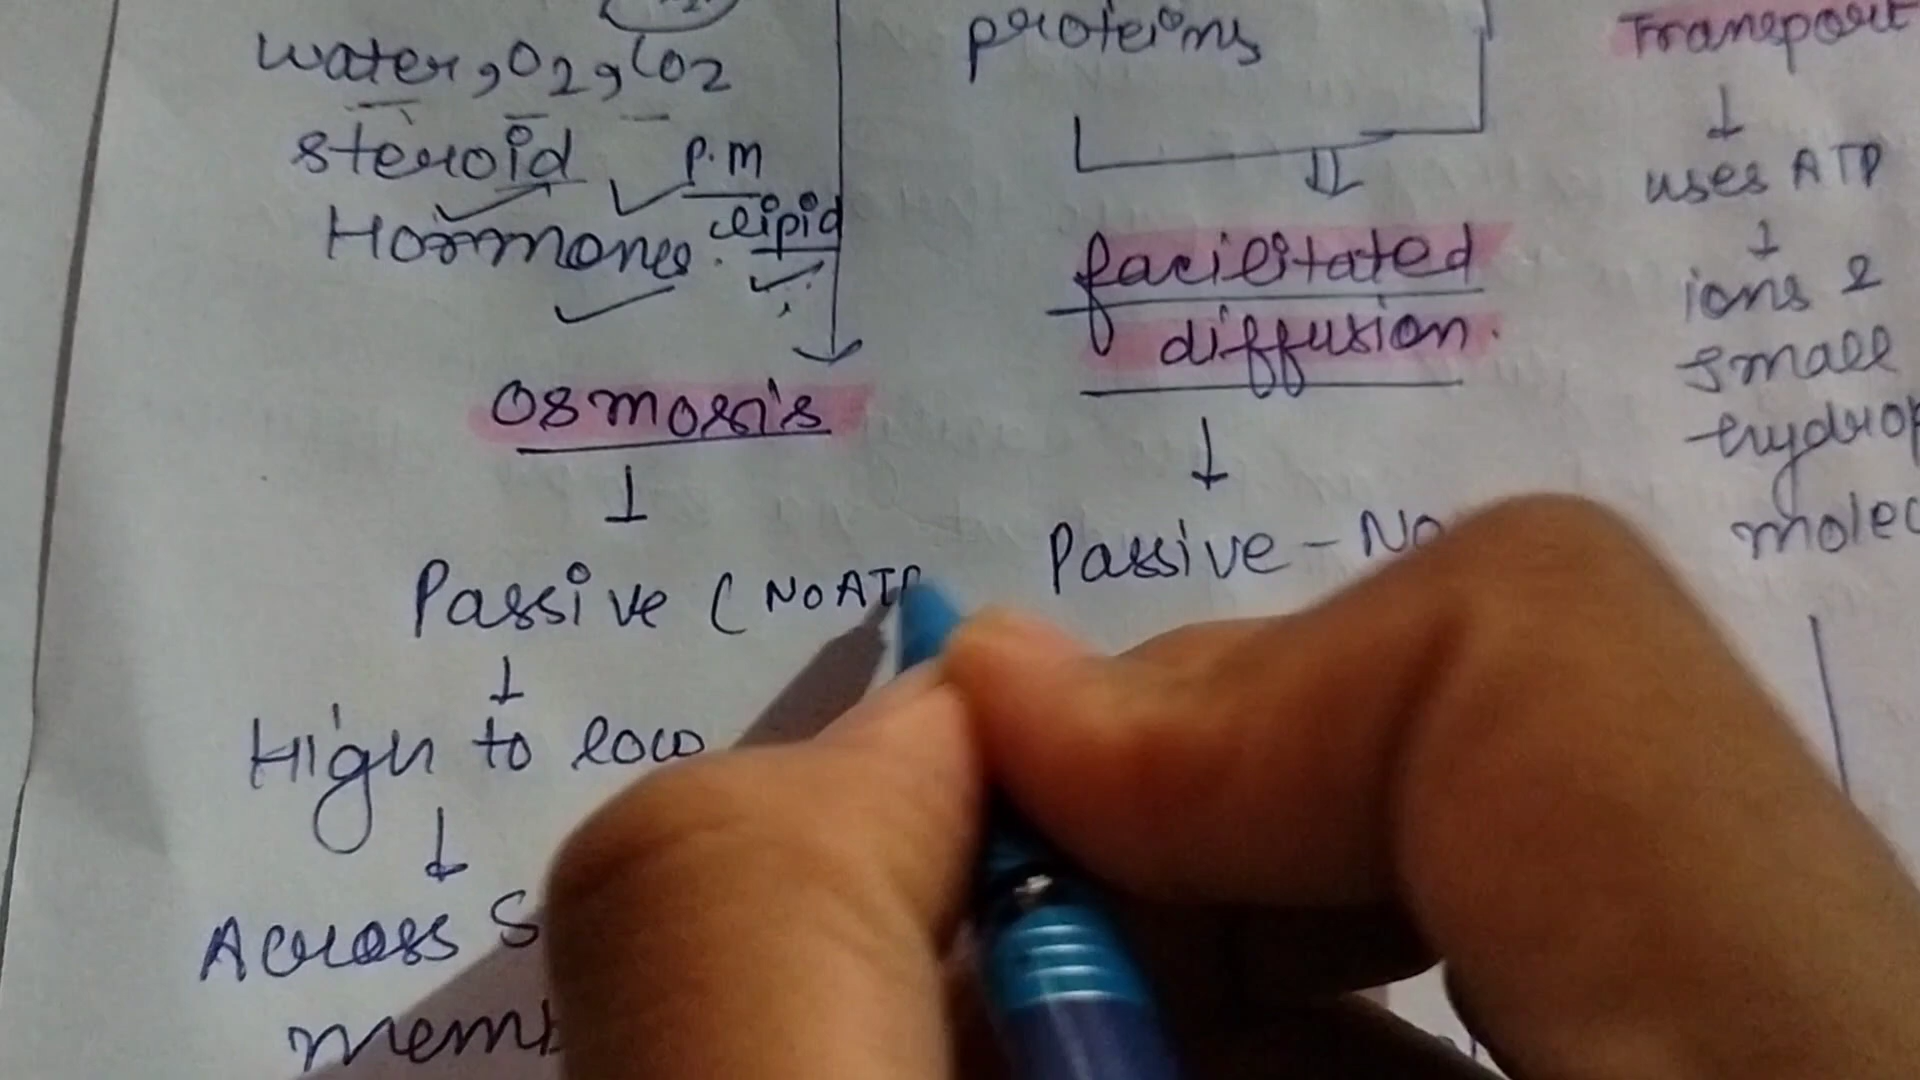 water, O2, CO2
steroid
P.M
Hormones.
lipid
Osmosis
Passive (NO ATP
High to low
Across
proteins
facilitated
diffusion.
Passive - No
Transport
uses ATP
ions &
small